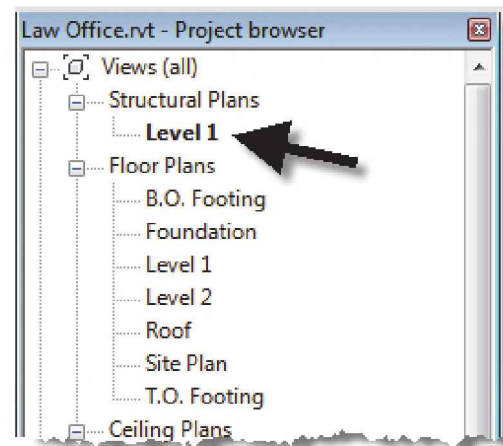 Law Office.rvt - Project browser
Views (all)
Structural Plans
Level 1
Floor Plans
B.O. Footing
Foundation
Level 1
Level 2
Roof
Site Plan
T.O. Footing
Ceiling Plans